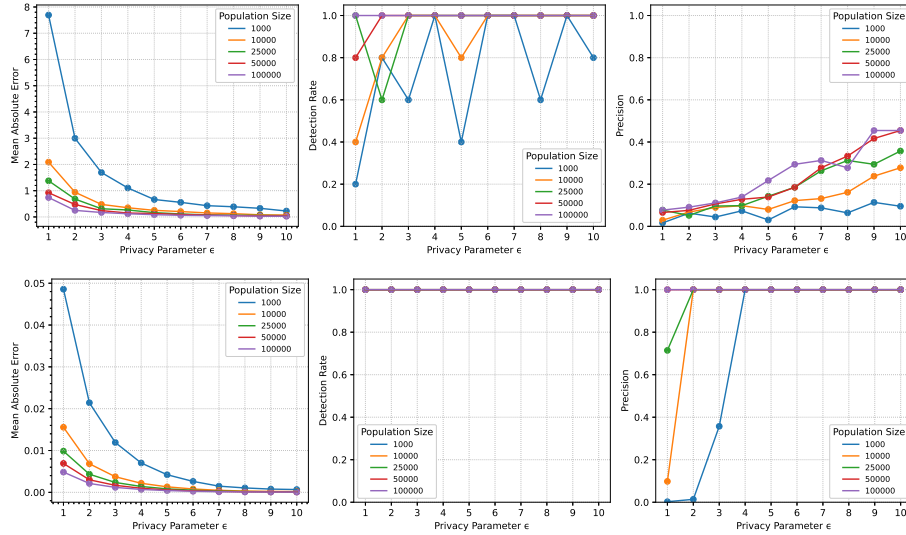 Mean Absolute Error
8
7
6
5
4
3
2
1
0
Population Size
1000
10000
25000
50000
100000
1 2 3 4 5 6 7 8 9 10
Privacy Parameter ϵ
Detection Rate
1.0
0.8
0.6
0.4
0.2
0.0
Population Size
1000
10000
25000
50000
100000
1 2 3 4 5 6 7 8 9 10
Privacy Parameter ϵ
Precision
1.0
0.8
0.6
0.4
0.2
0.0
Population Size
1000
10000
25000
50000
100000
1 2 3 4 5 6 7 8 9 10
Privacy Parameter ϵ
Mean Absolute Error
0.05
0.04
0.03
0.02
0.01
0.00
Population Size
1000
10000
25000
50000
100000
1 2 3 4 5 6 7 8 9 10
Privacy Parameter ϵ
Detection Rate
1.0
0.8
0.6
0.4
0.2
0.0
Population Size
1000
10000
25000
50000
100000
1 2 3 4 5 6 7 8 9 10
Privacy Parameter ϵ
Precision
1.0
0.8
0.6
0.4
0.2
0.0
Population Size
1000
10000
25000
50000
100000
1 2 3 4 5 6 7 8 9 10
Privacy Parameter ϵ